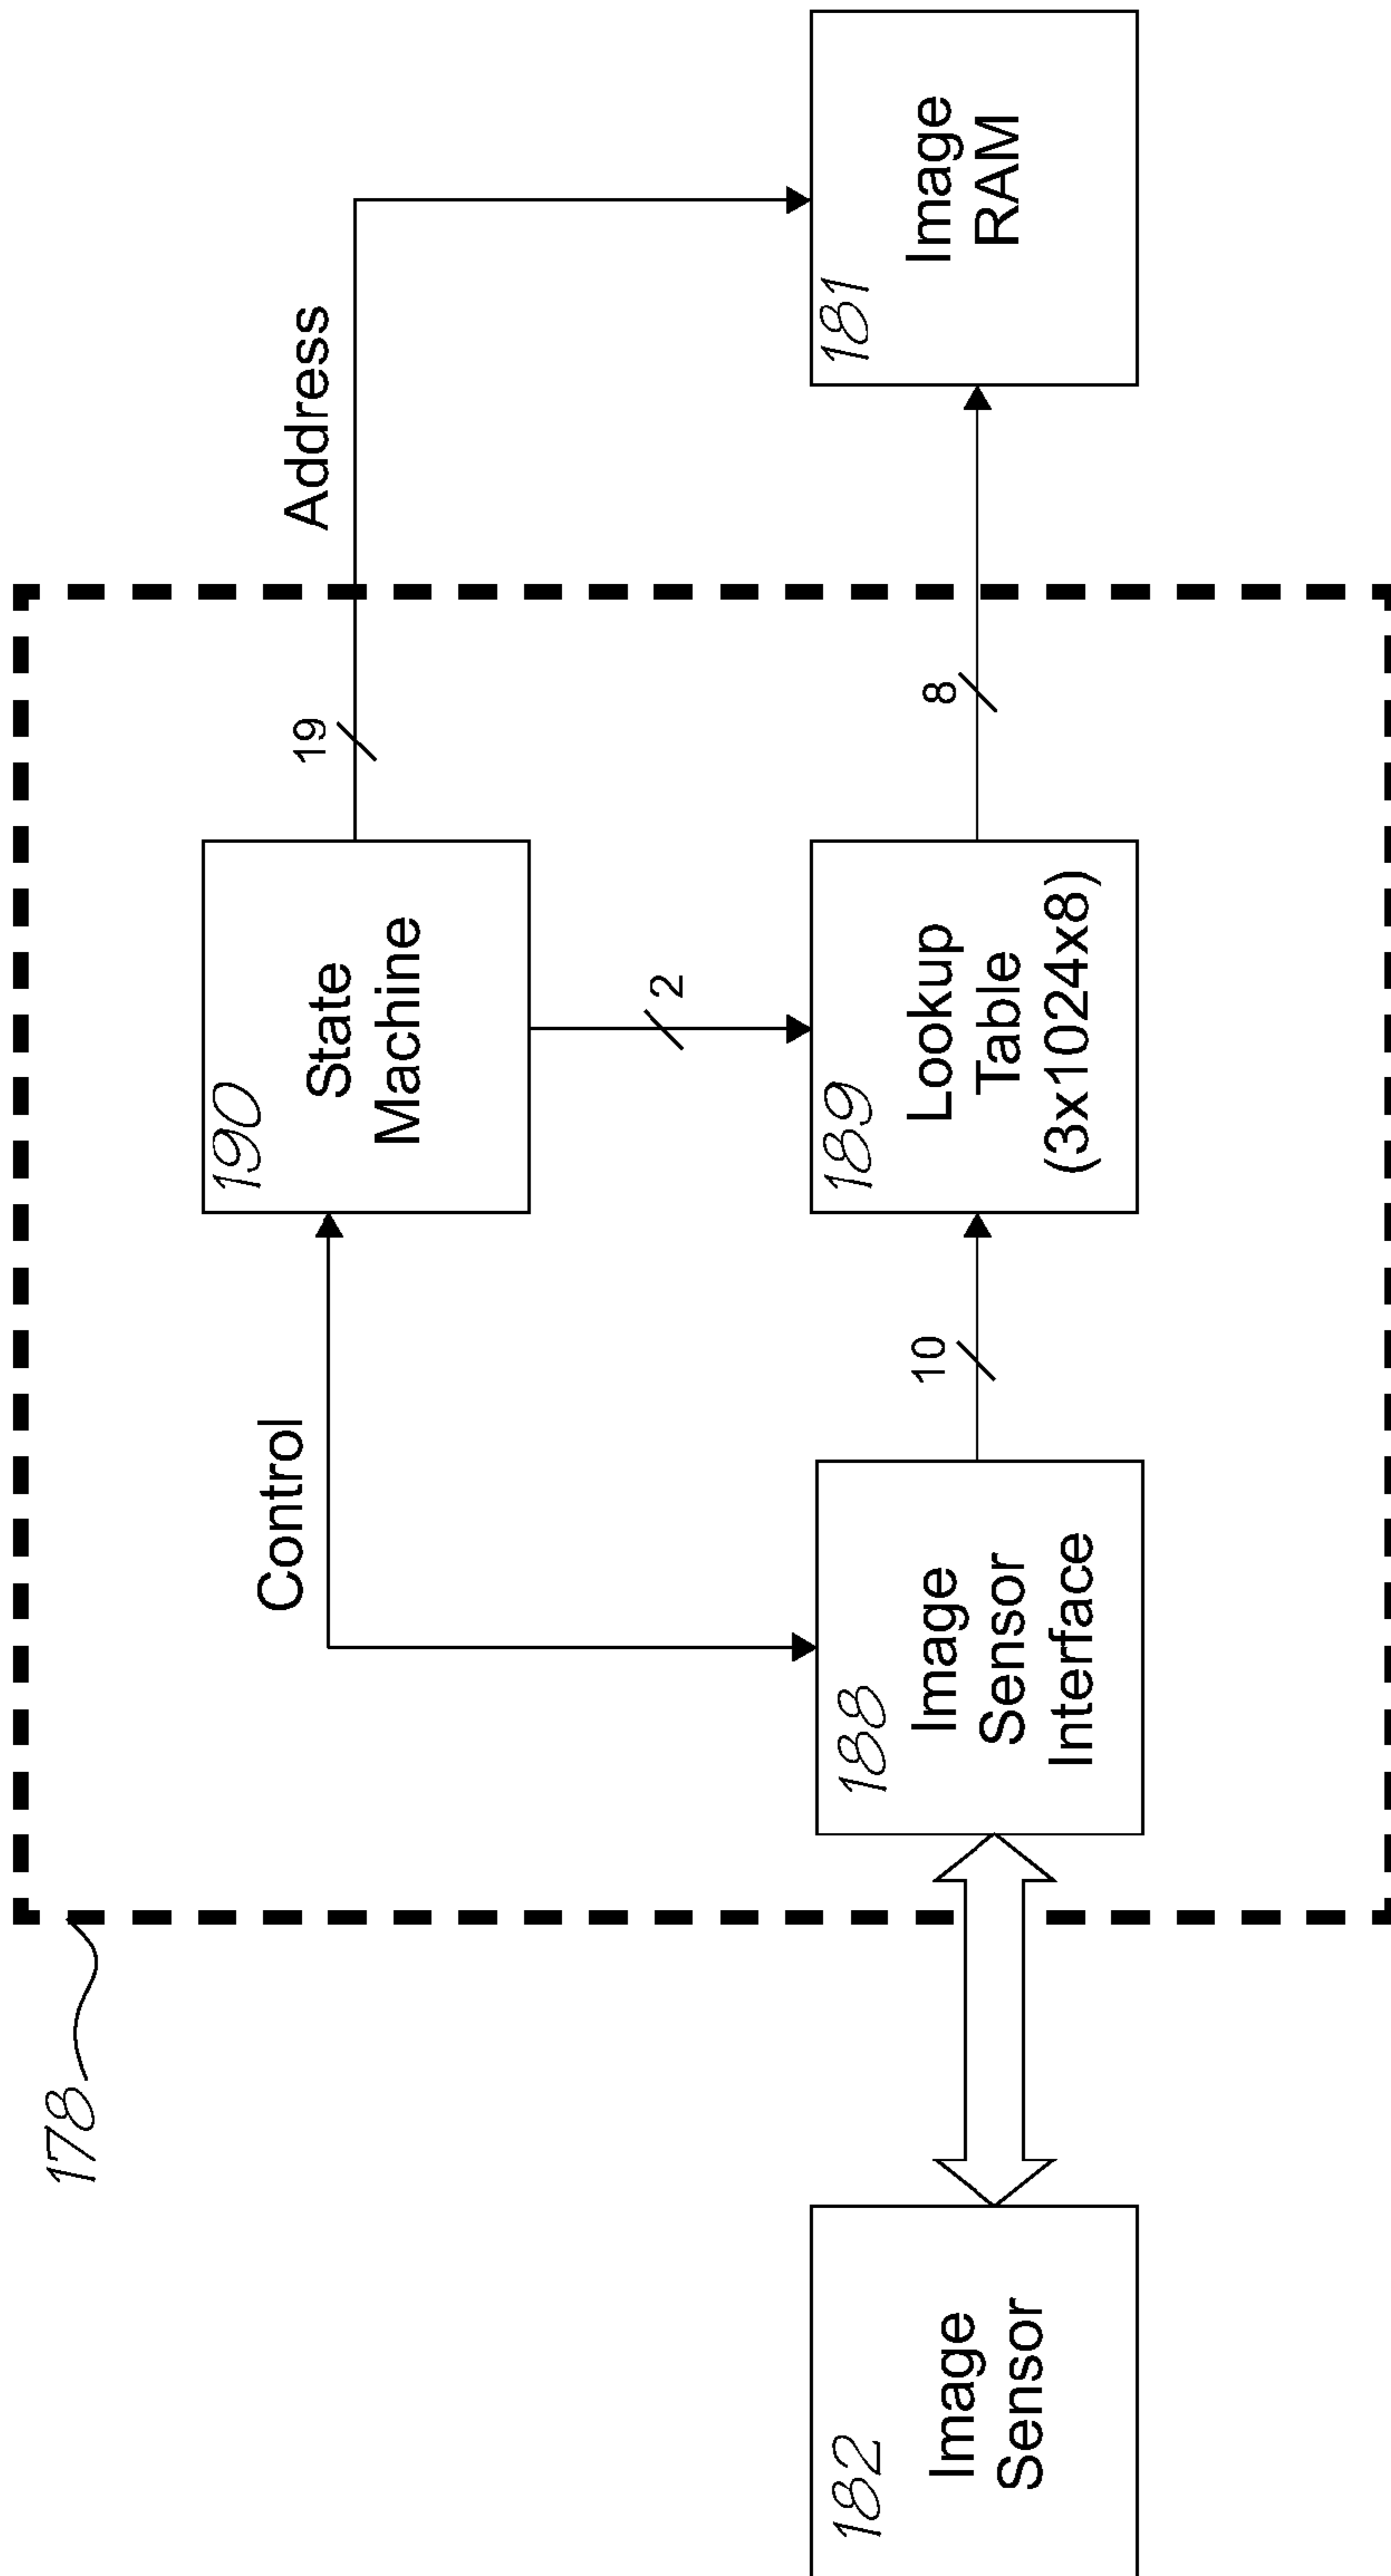 178
Control
Address
190
State
Machine
19
2
182
Image
Sensor
188
Image
Sensor
Interface
10
189
Lookup
Table
(3x1024x8)
8
181
Image
RAM